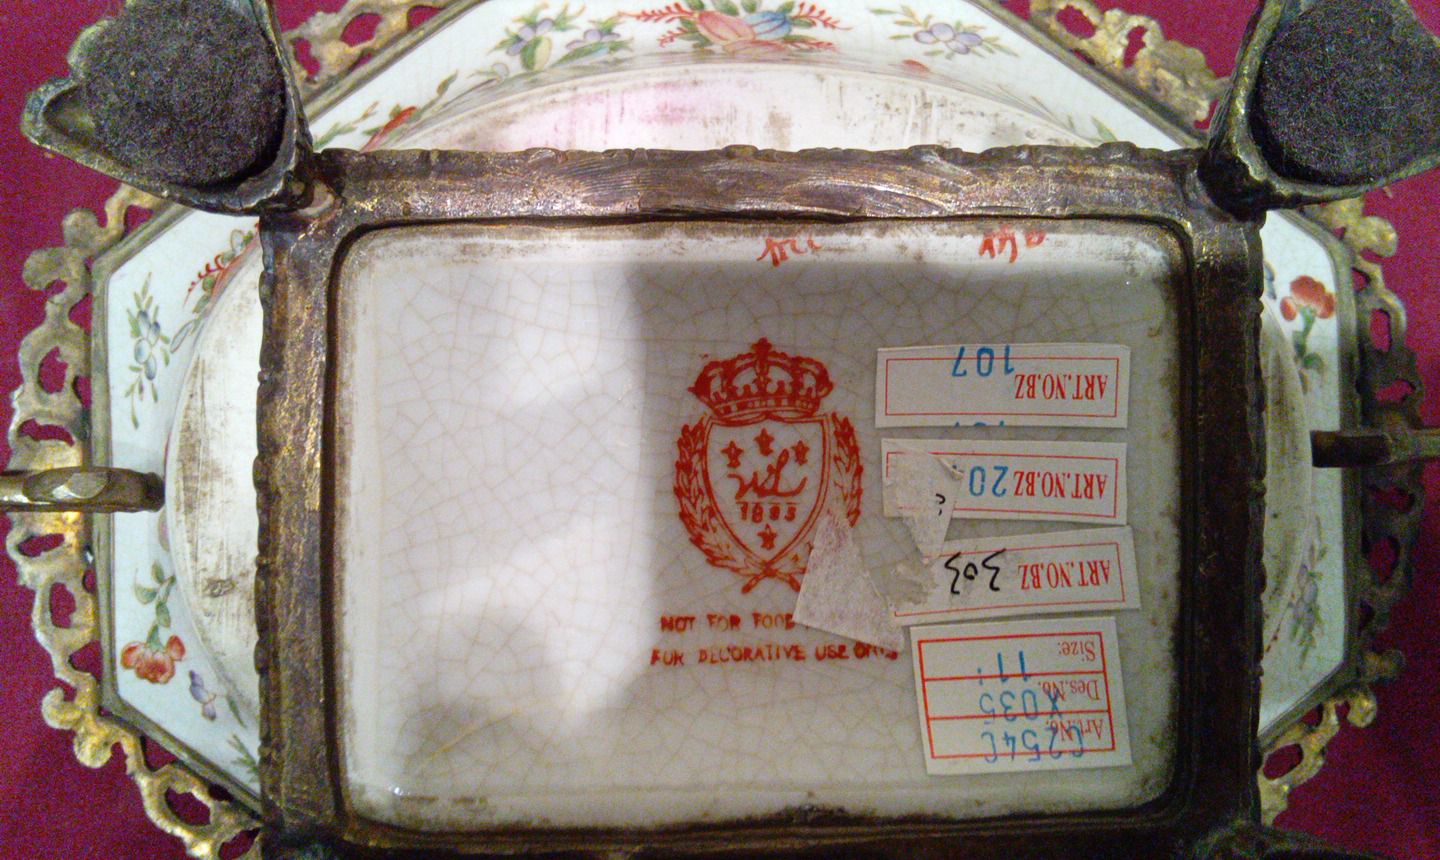 WL
1893
NOT FOR FOOD
FOR DECORATIVE USE ONLY
ART.NO.BZ
107
ART.NO.BZ 20
ART.NO.BZ 303
Art.No. C254C
Des.No. X035
Size: 11"